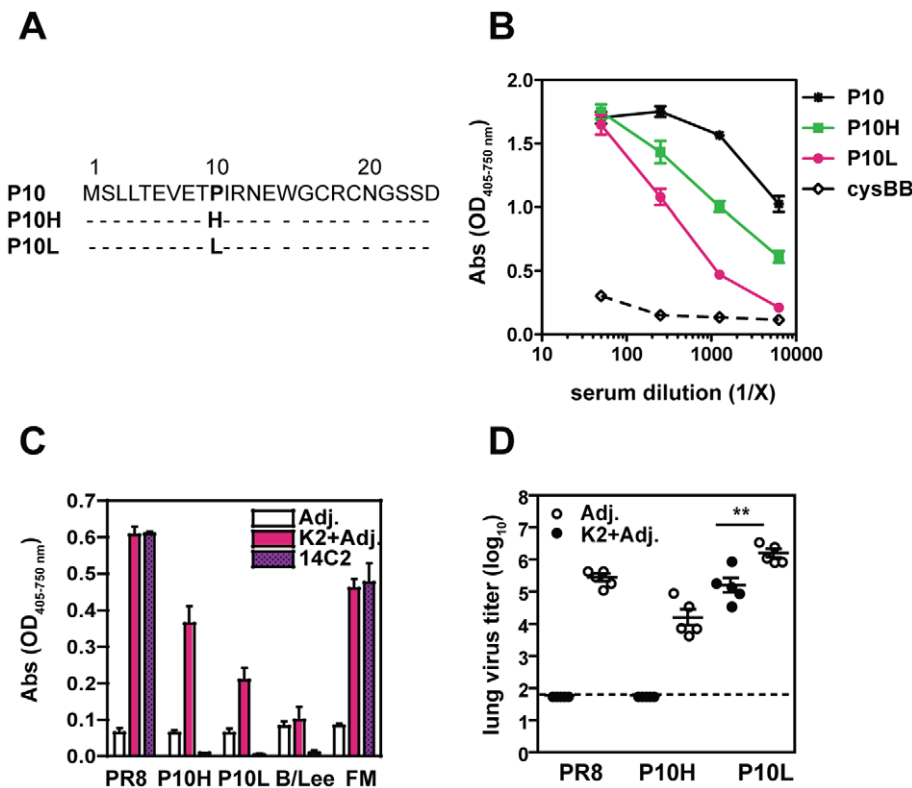 A
1 10 20
P10 MSLLTEVETPIRNEWGCRCNGSSD
P10H - - - - - - - - - H - - - - - - - - - - - - - -
P10L - - - - - - - - - L - - - - - - - - - - - - - -
B
2.0
1.5
1.0
0.5
0.0
Abs (OD405-750 nm)
10 100 1000 10000
serum dilution (1/X)
P10
P10H
P10L
cysBB
C
0.7
0.6
0.5
0.4
0.3
0.2
0.1
0.0
Abs (OD405-750 nm)
Adj.
K2+Adj.
14C2
PR8 P10H P10L B/Lee FM
D
8
7
6
5
4
3
2
1
0
lung virus titer (log10)
Adj.
K2+Adj.
**
PR8 P10H P10L